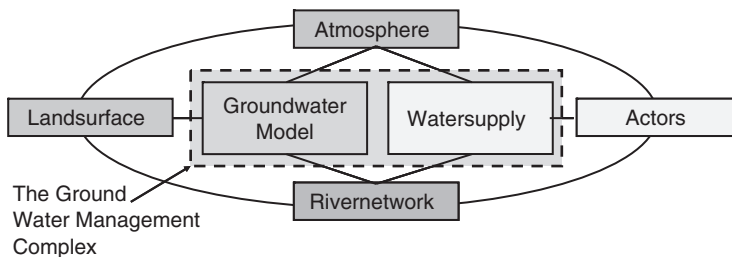 Atmosphere
Landsurface
Groundwater
Model
Watersupply
Actors
Rivernetwork
The Ground
Water Management
Complex